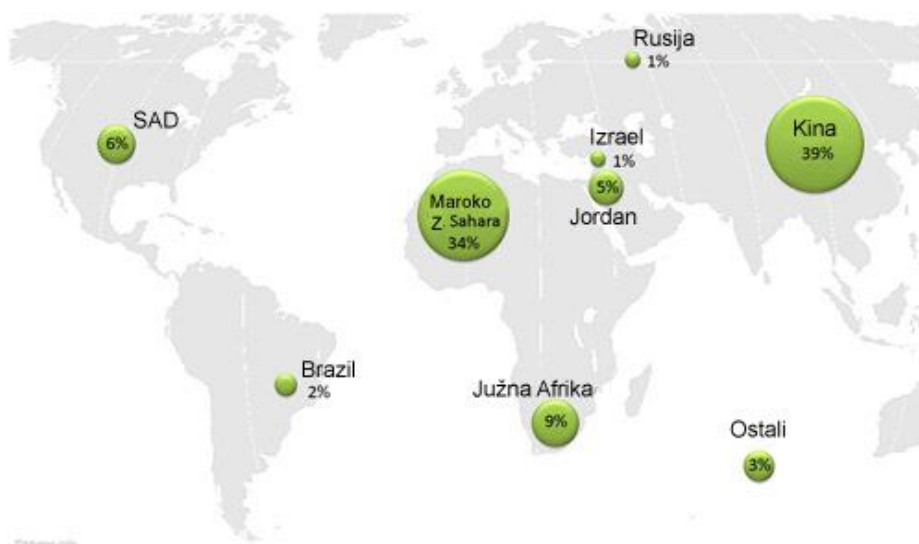 Rusija
1%
SAD
6%
Kina
39%
Izrael
1%
5%
Jordan
Maroko
Z. Sahara
34%
Brazil
2%
Južna Afrika
9%
Ostali
3%